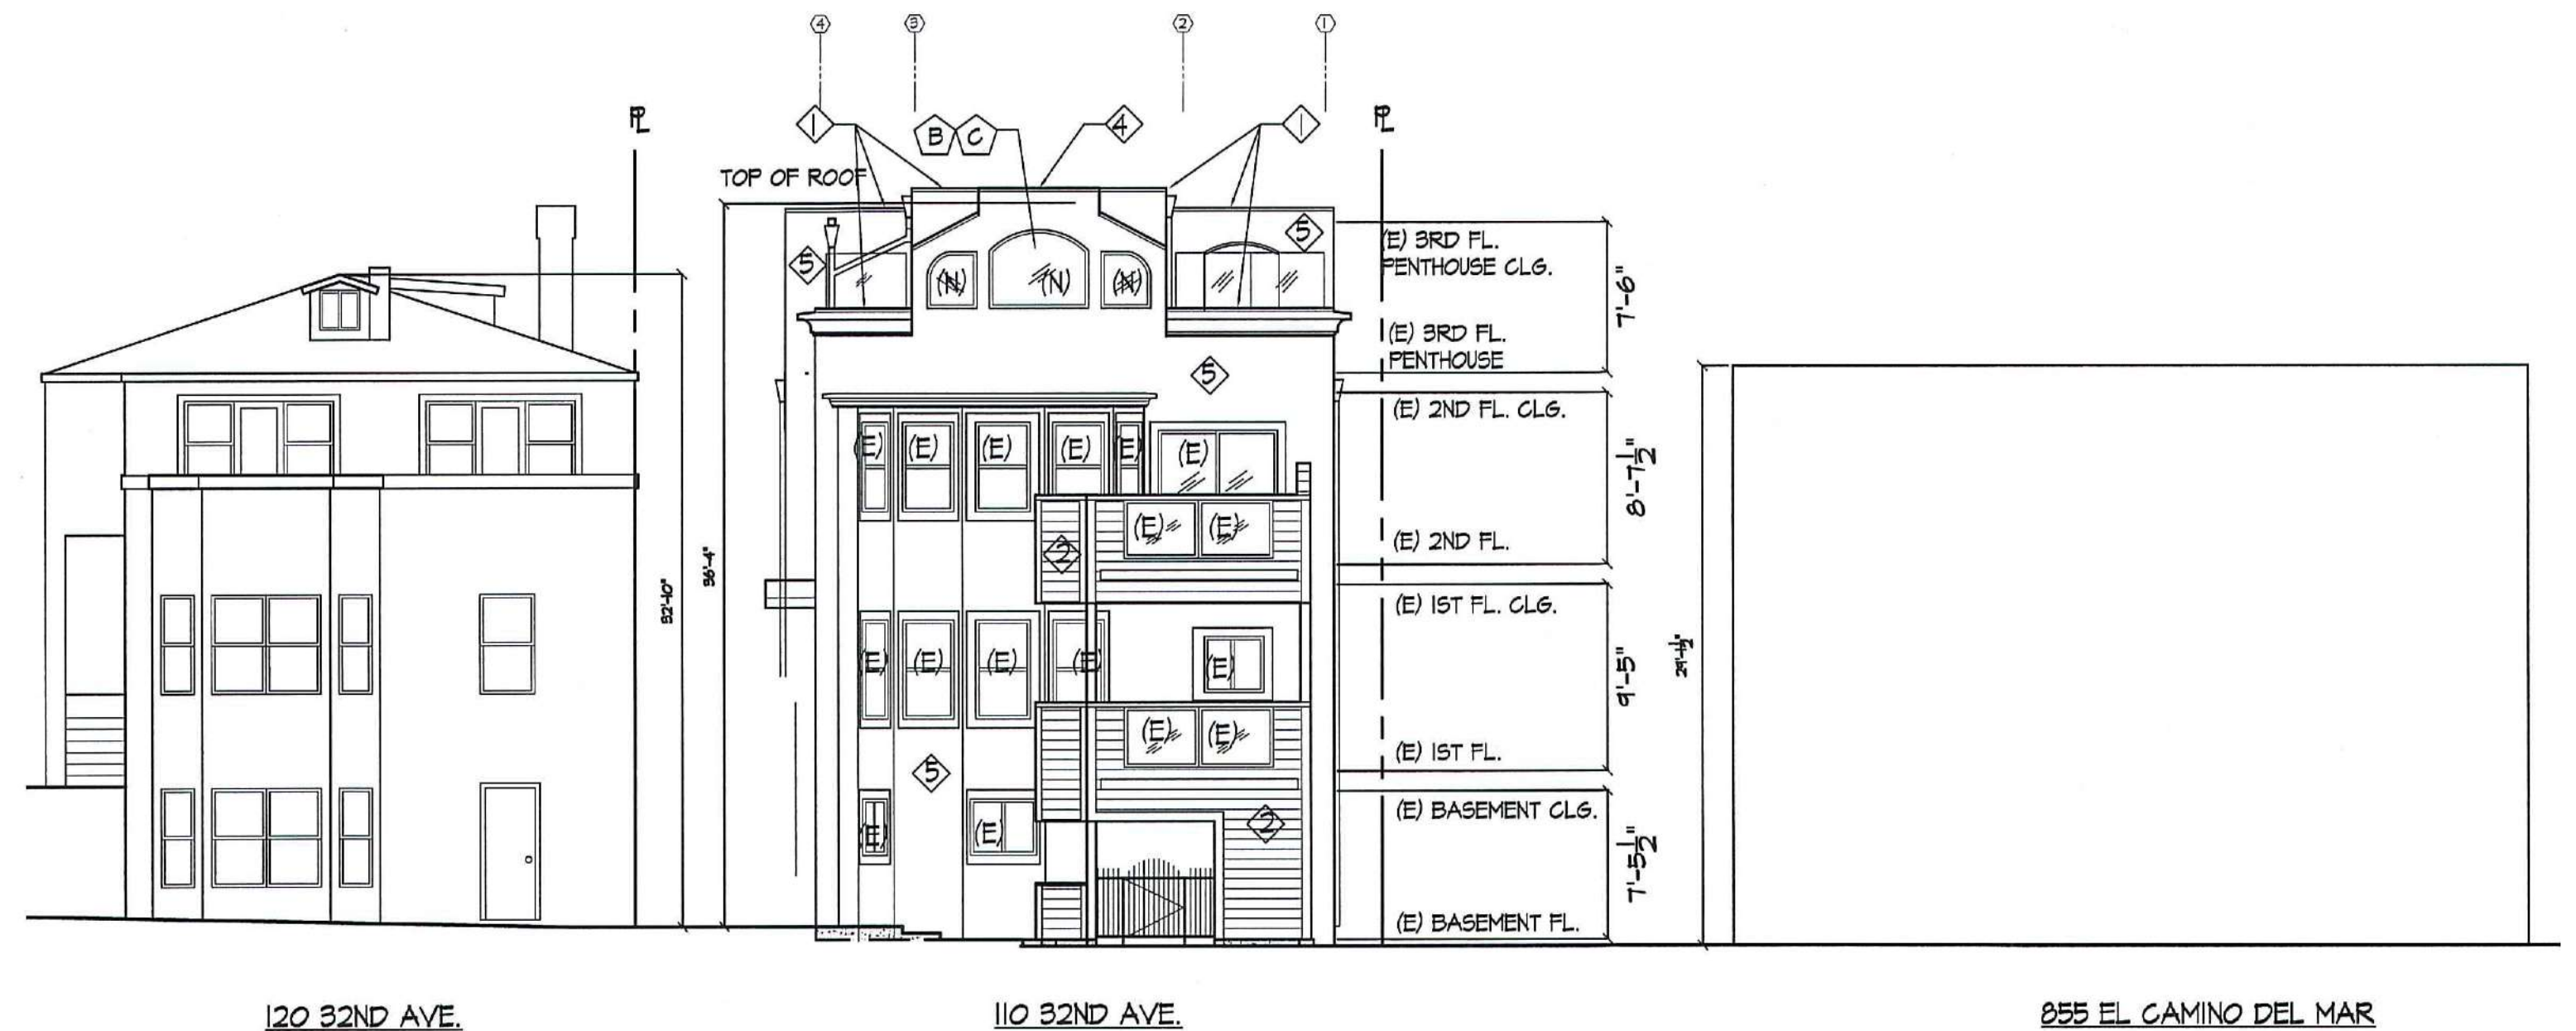 4 3 2 1
PL PL
1 B C 4 1
TOP OF ROOF
5 5
(E) 3RD FL.
PENTHOUSE CLG.
7'-6"
(N) (N) (N)
(E) 3RD FL.
PENTHOUSE
5
(E) 2ND FL. CLG.
(E) (E) (E) (E) (E) (E)
8'-7 1/2"
(E) (E)
2
(E) 2ND FL.
32'-10" 36'-4"
(E) 1ST FL. CLG.
(E) (E) (E) (E) (E)
9'-5"
(E) (E)
(E) 1ST FL.
5
(E) BASEMENT CLG.
(E) (E) 2
7'-5 1/2"
(E) BASEMENT FL.
120 32ND AVE. 110 32ND AVE. 855 EL CAMINO DEL MAR